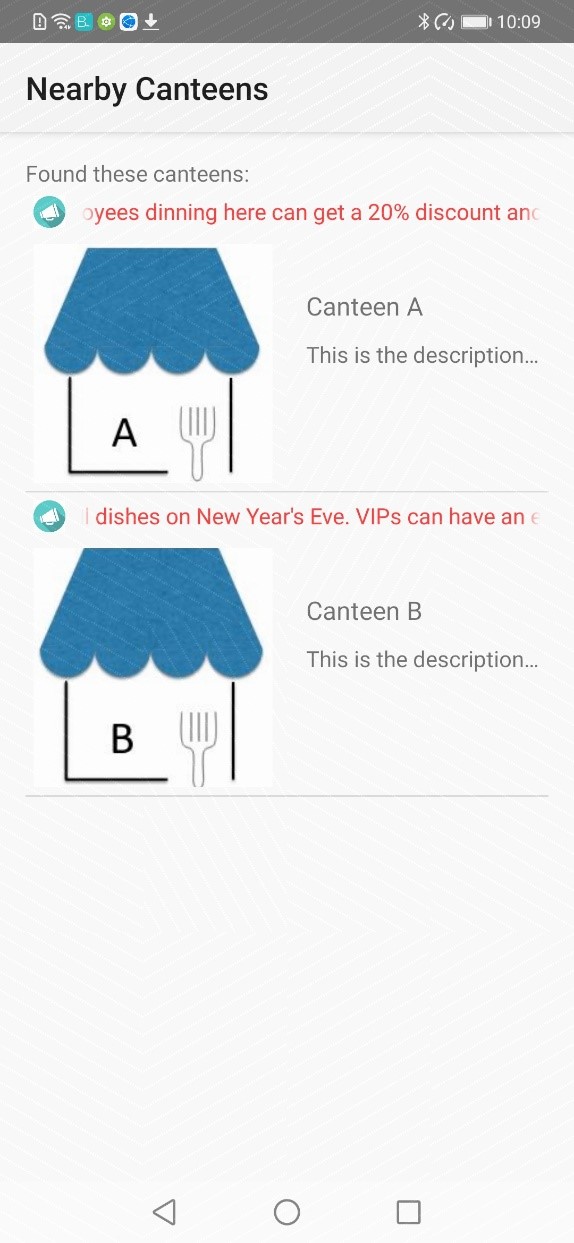 10:09
Nearby Canteens
Found these canteens:
oyees dinning here can get a 20% discount and
Canteen A
This is the description...
A
dishes on New Year's Eve. VIPs can have an
Canteen B
This is the description...
B